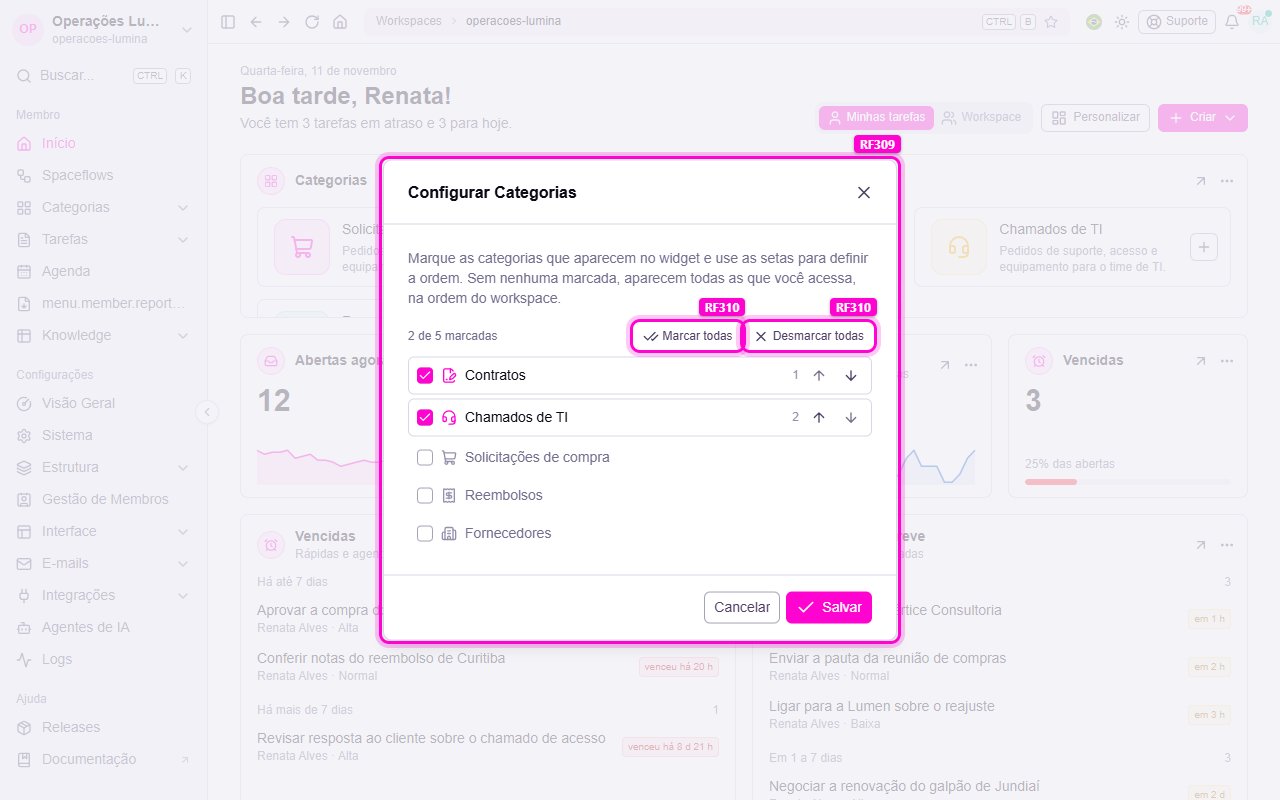 OP
Operações Lu...
operacoes-lumina
Workspaces > operacoes-lumina
CTRL B
Suporte
RA
Buscar...
CTRL K
Membro
Início
Spaceflows
Categorias
Tarefas
Agenda
menu.member.report...
Knowledge
Configurações
Visão Geral
Sistema
Estrutura
Gestão de Membros
Interface
E-mails
Integrações
Agentes de IA
Logs
Ajuda
Releases
Documentação
Quarta-feira, 11 de novembro
Boa tarde, Renata!
Você tem 3 tarefas em atraso e 3 para hoje.
Minhas tarefas
Workspace
Personalizar
Criar
Categorias
Chamados de TI
Pedidos de suporte, acesso e
equipamento para o time de TI.
Abertas
12
Vencidas
3
25% das abertas
Vencidas
Há até 7 dias
Aprovar a compra
Renata Alves · Alta
Conferir notas do reembolso de Curitiba
Renata Alves · Normal
venceu há 20 h
Há mais de 7 dias
1
Revisar resposta ao cliente sobre o chamado de acesso
Renata Alves · Alta
venceu há 8 d 21 h
3
Consultoria
em 1 h
Enviar a pauta da reunião de compras
Renata Alves · Normal
em 2 h
Ligar para a Lumen sobre o reajuste
Renata Alves · Baixa
em 3 h
Em 1 a 7 dias
3
Negociar a renovação do galpão de Jundiaí
em 2 d
RF309
Configurar Categorias
Marque as categorias que aparecem no widget e use as setas para definir
a ordem. Sem nenhuma marcada, aparecem todas as que você acessa,
na ordem do workspace.
RF310
RF310
2 de 5 marcadas
Marcar todas
Desmarcar todas
Contratos
1
Chamados de TI
2
Solicitações de compra
Reembolsos
Fornecedores
Cancelar
Salvar